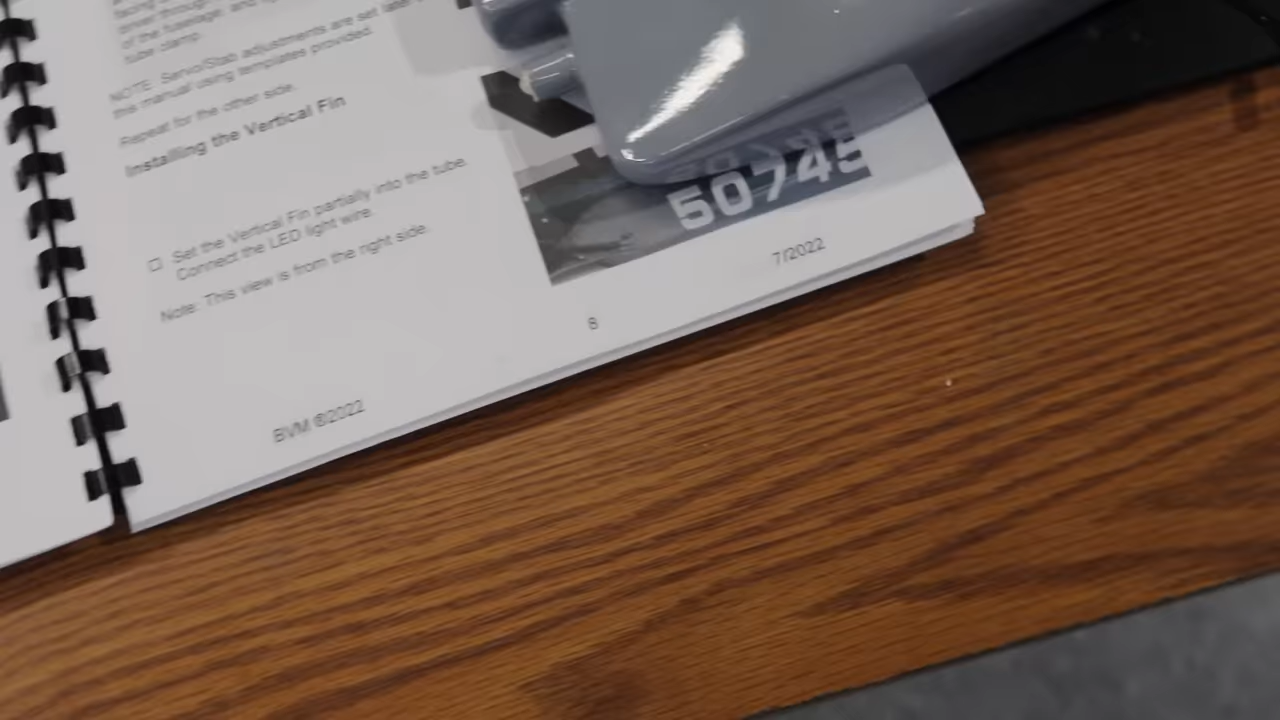 of the fuselage, and
tube clamp.
NOTE: Servo/Stab adjustments are set later
this manual using templates provided.
Repeat for the other side.
Installing the Vertical Fin
☐ Set the Vertical Fin partially into the tube.
Connect the LED light wire.
Note: This view is from the right side.
50745
BVM ©2022
8
7/2022